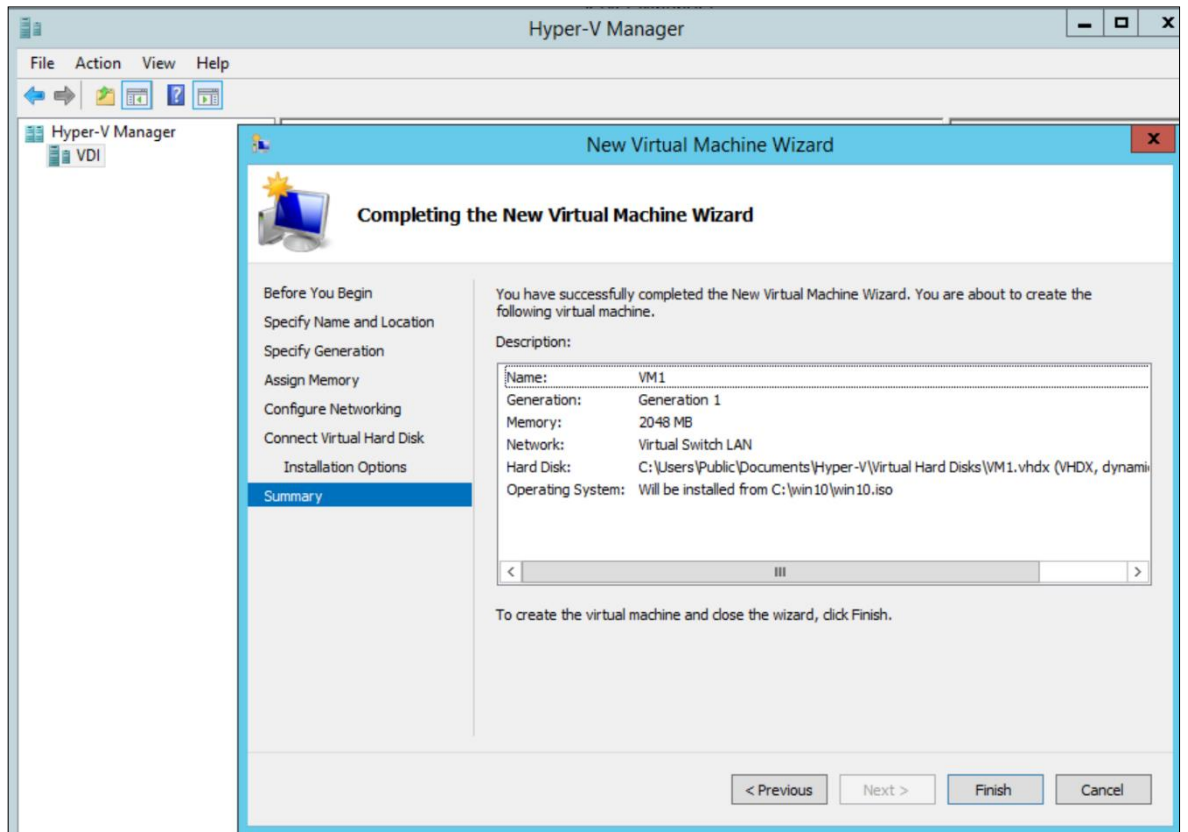 Hyper-V Manager
File Action View Help
Hyper-V Manager
VDI
New Virtual Machine Wizard
Completing the New Virtual Machine Wizard
Before You Begin
Specify Name and Location
Specify Generation
Assign Memory
Configure Networking
Connect Virtual Hard Disk
Installation Options
Summary
You have successfully completed the New Virtual Machine Wizard. You are about to create the
following virtual machine.
Description:
Name: VM1
Generation: Generation 1
Memory: 2048 MB
Network: Virtual Switch LAN
Hard Disk: C:\Users\Public\Documents\Hyper-V\Virtual Hard Disks\VM1.vhdx (VHDX, dynami
Operating System: Will be installed from C:\win10\win10.iso
To create the virtual machine and close the wizard, click Finish.
< Previous Next > Finish Cancel